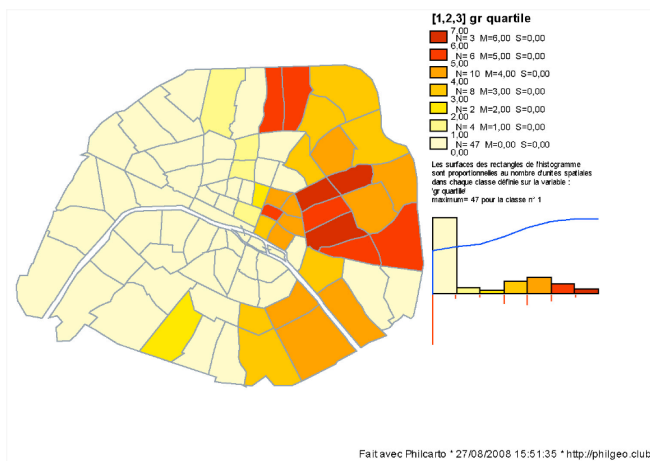 [1,2,3] gr quartile
7,00
N= 3 M=6,00 S=0,00
6,00
N= 6 M=5,00 S=0,00
5,00
N= 10 M=4,00 S=0,00
4,00
N= 8 M=3,00 S=0,00
3,00
N= 2 M=2,00 S=0,00
2,00
N= 4 M=1,00 S=0,00
1,00
N= 47 M=0,00 S=0,00
0,00
Les surfaces des rectangles de l'histogramme
sont proportionnelles au nombre d'unites spatiales
dans chaque classe définie sur la variable :
'gr quartile'
maximum= 47 pour la classe n° 1
Fait avec Philcarto * 27/08/2008 15:51:35 * http://philgeo.club